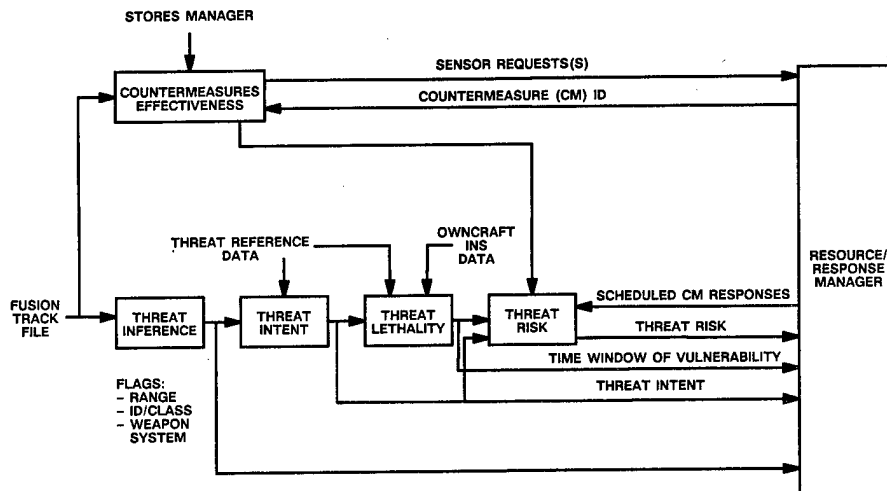 STORES MANAGER
SENSOR REQUESTS(S)
COUNTERMEASURES
EFFECTIVENESS
COUNTERMEASURE (CM) ID
THREAT REFERENCE
DATA
OWNCRAFT
INS
DATA
RESOURCE/
RESPONSE
MANAGER
FUSION
TRACK
FILE
THREAT
INFERENCE
THREAT
INTENT
THREAT
LETHALITY
THREAT
RISK
SCHEDULED CM RESPONSES
THREAT RISK
TIME WINDOW OF VULNERABILITY
THREAT INTENT
FLAGS:
– RANGE
– ID/CLASS
– WEAPON
SYSTEM